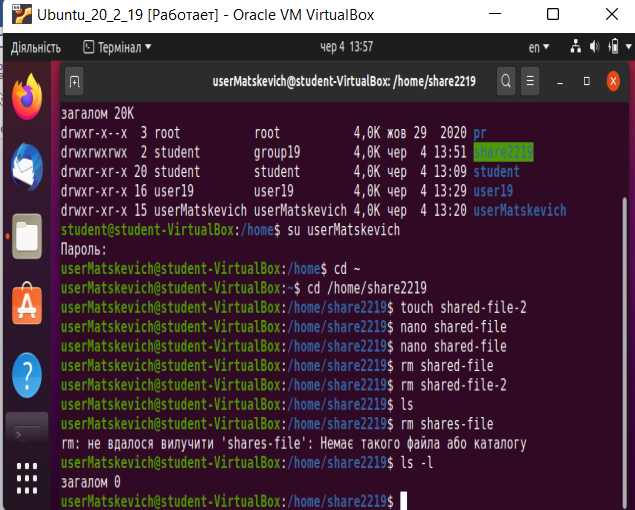 Ubuntu_20_2_19 [Работает] - Oracle VM VirtualBox
Діяльність Термінал чер 4 13:57 en
userMatskevich@student-VirtualBox: /home/share2219
загалом 20K
drwxr-x--x 3 root root 4,0K жов 29 2020 pr
drwxrwxrwx 2 student group19 4,0K чер 4 13:51 share2219
drwxr-xr-x 20 student student 4,0K чер 4 13:09 student
drwxr-xr-x 16 user19 user19 4,0K чер 4 13:29 user19
drwxr-xr-x 15 userMatskevich userMatskevich 4,0K чер 4 13:20 userMatskevich
student@student-VirtualBox:/home$ su userMatskevich
Пароль:
userMatskevich@student-VirtualBox:/home$ cd ~
userMatskevich@student-VirtualBox:~$ cd /home/share2219
userMatskevich@student-VirtualBox:/home/share2219$ touch shared-file-2
userMatskevich@student-VirtualBox:/home/share2219$ nano shared-file
userMatskevich@student-VirtualBox:/home/share2219$ nano shared-file
userMatskevich@student-VirtualBox:/home/share2219$ rm shared-file
userMatskevich@student-VirtualBox:/home/share2219$ rm shared-file-2
userMatskevich@student-VirtualBox:/home/share2219$ ls
userMatskevich@student-VirtualBox:/home/share2219$ rm shares-file
rm: не вдалося вилучити 'shares-file': Немає такого файла або каталогу
userMatskevich@student-VirtualBox:/home/share2219$ ls -l
загалом 0
userMatskevich@student-VirtualBox:/home/share2219$